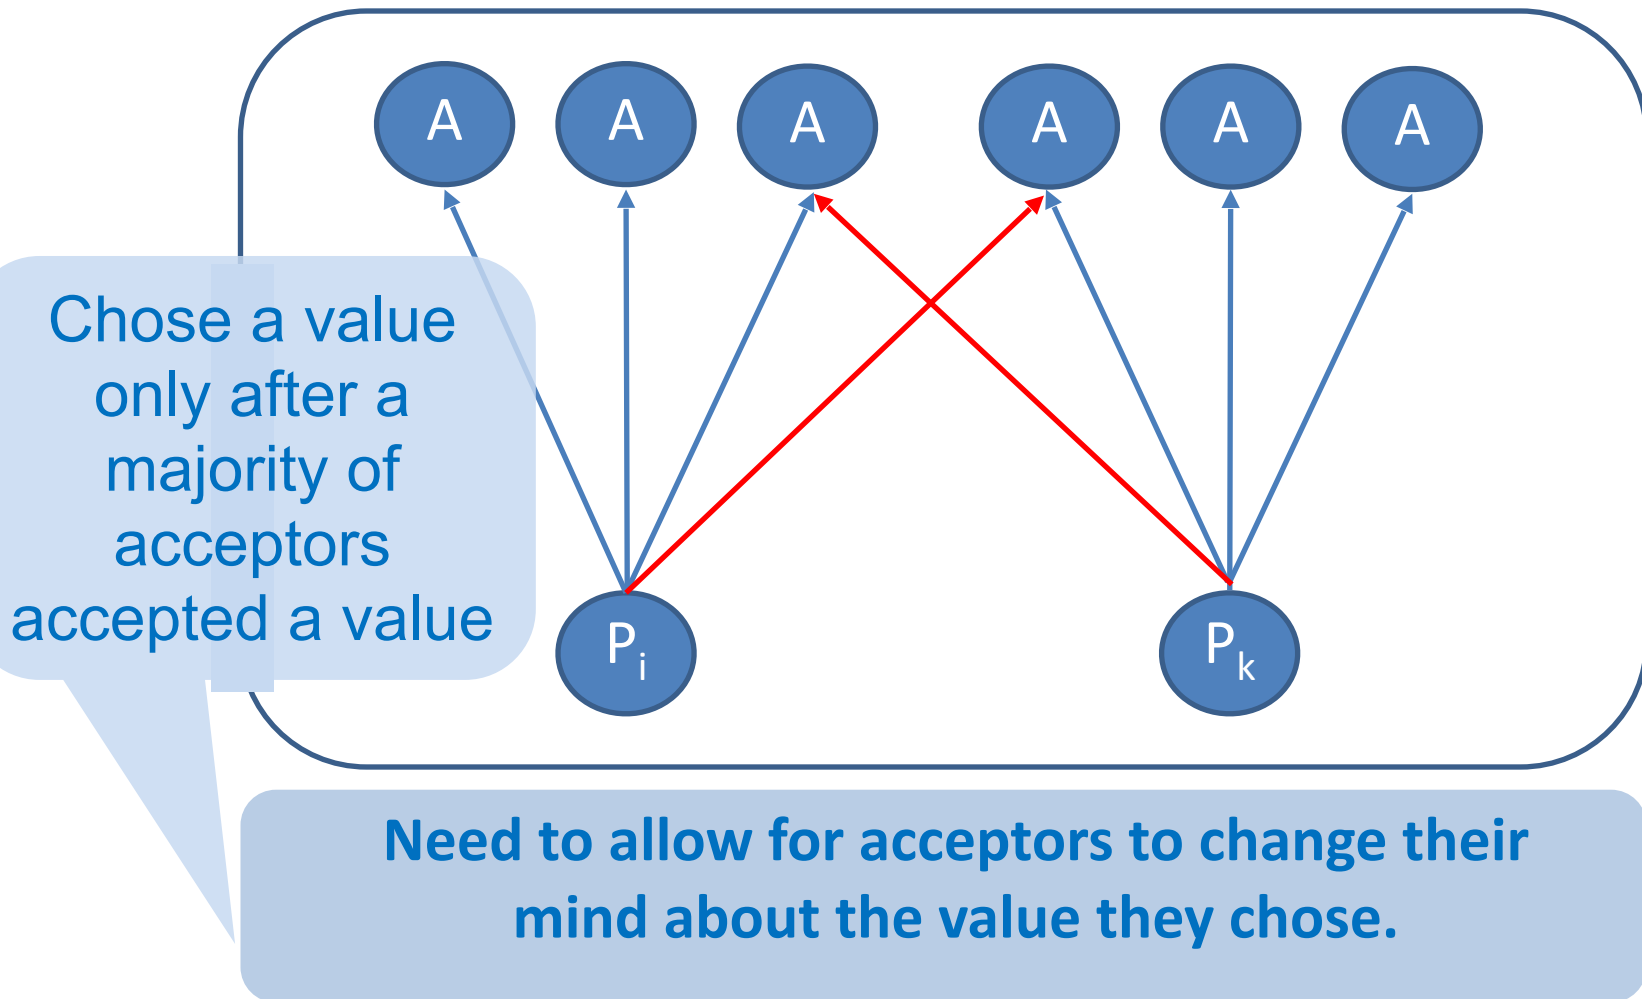 A A A A A A
Chose a value
only after a
majority of
acceptors
accepted a value
Pi Pk
Need to allow for acceptors to change their
mind about the value they chose.